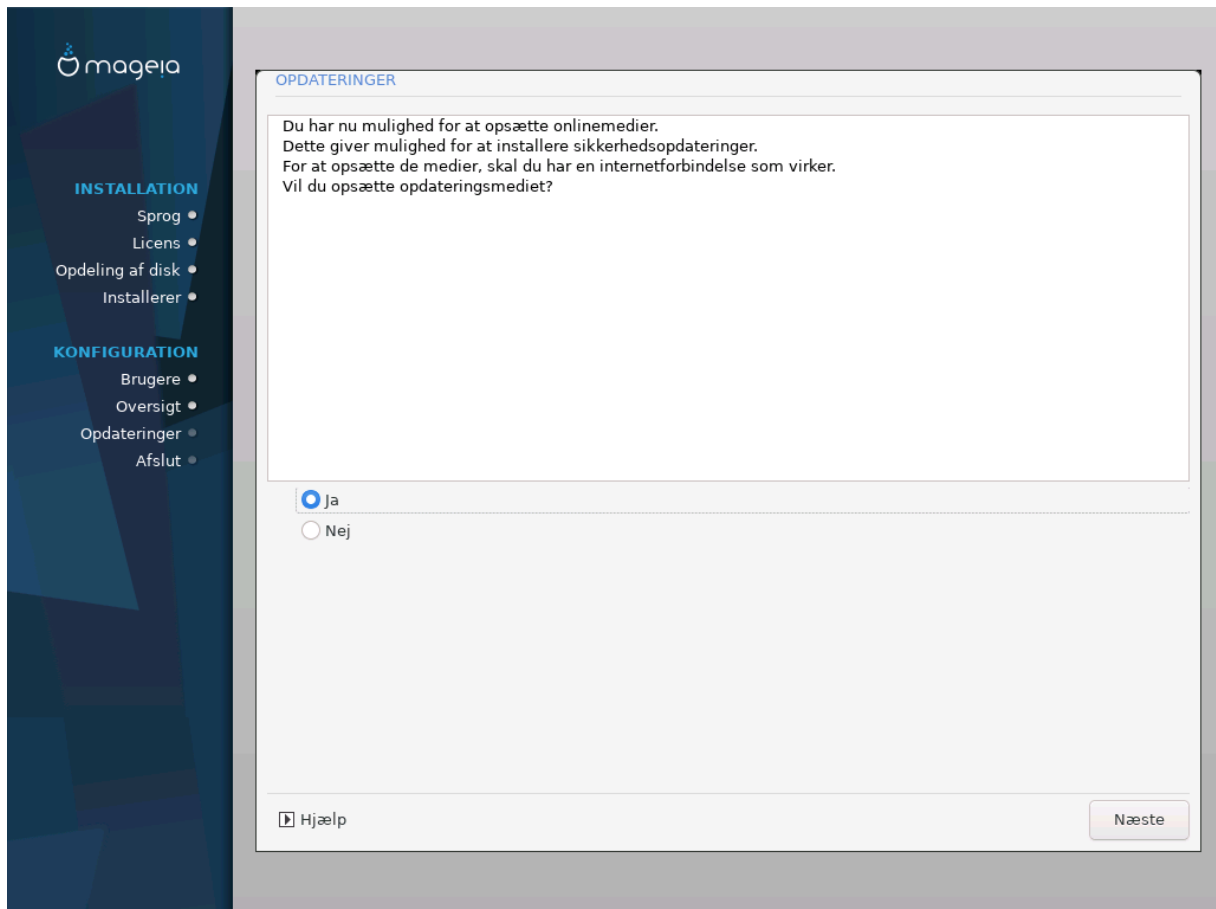 mageia
INSTALLATION
Sprog
Licens
Opdeling af disk
Installerer
KONFIGURATION
Brugere
Oversigt
Opdateringer
Afslut
OPDATERINGER
Du har nu mulighed for at opsætte onlinemedier.
Dette giver mulighed for at installere sikkerhedsopdateringer.
For at opsætte de medier, skal du har en internetforbindelse som virker.
Vil du opsætte opdateringsmediet?
Ja
Nej
Hjælp
Næste